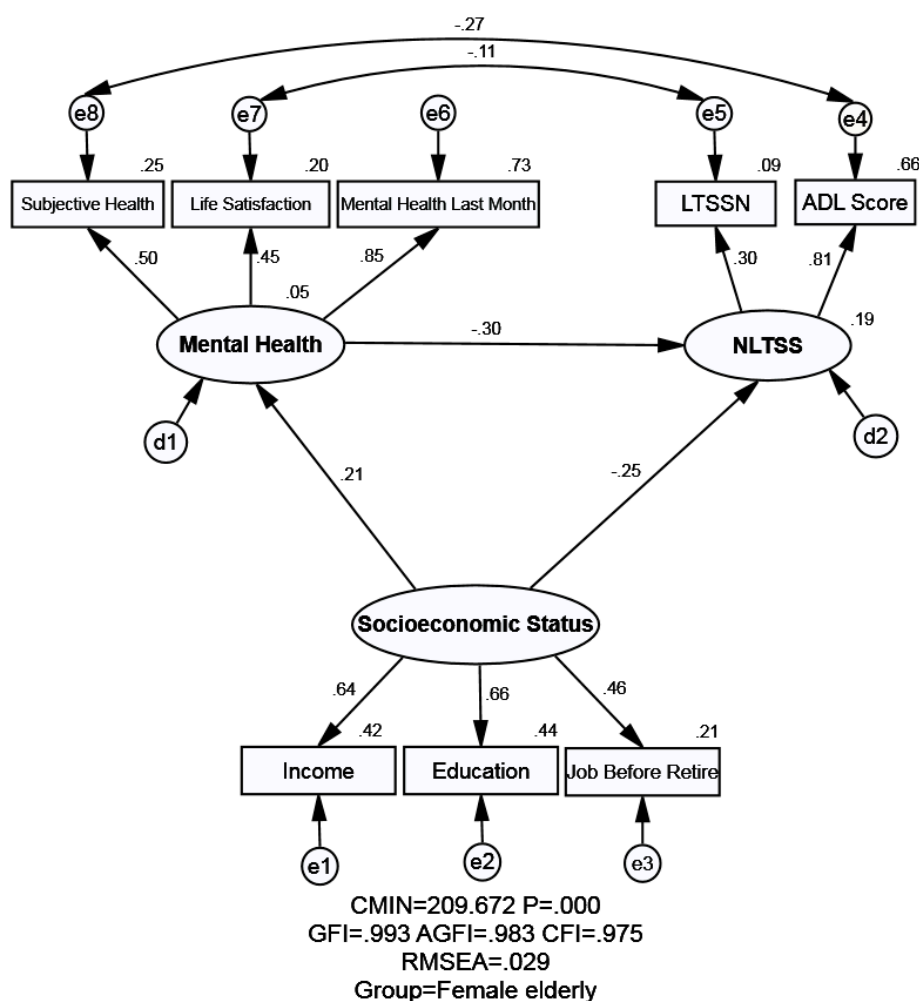 -.27
-.11
e8
e7
e6
e5
e4
.25
.20
.73
.09
.66
Subjective Health
Life Satisfaction
Mental Health Last Month
LTSSN
ADL Score
.50
.45
.85
.30
.81
.05
.19
Mental Health
-.30
NLTSS
d1
d2
.21
-.25
Socioeconomic Status
.64
.66
.46
.42
.44
.21
Income
Education
Job Before Retire
e1
e2
e3
CMIN=209.672 P=.000
GFI=.993 AGFI=.983 CFI=.975
RMSEA=.029
Group=Female elderly